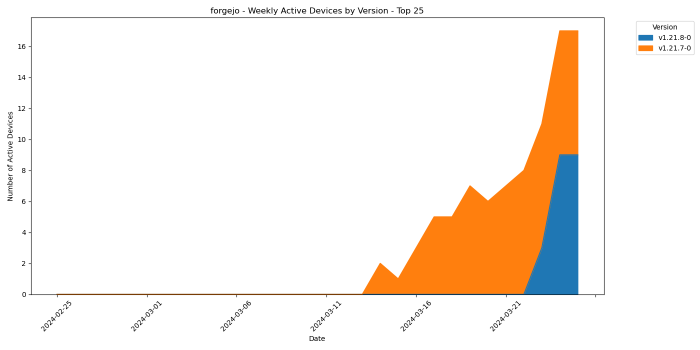 forgejo - Weekly Active Devices by Version - Top 25
Version
v1.21.8-0
v1.21.7-0
Number of Active Devices
16
14
12
10
8
6
4
2
0
2024-02-25
2024-03-01
2024-03-06
2024-03-11
2024-03-16
2024-03-21
Date